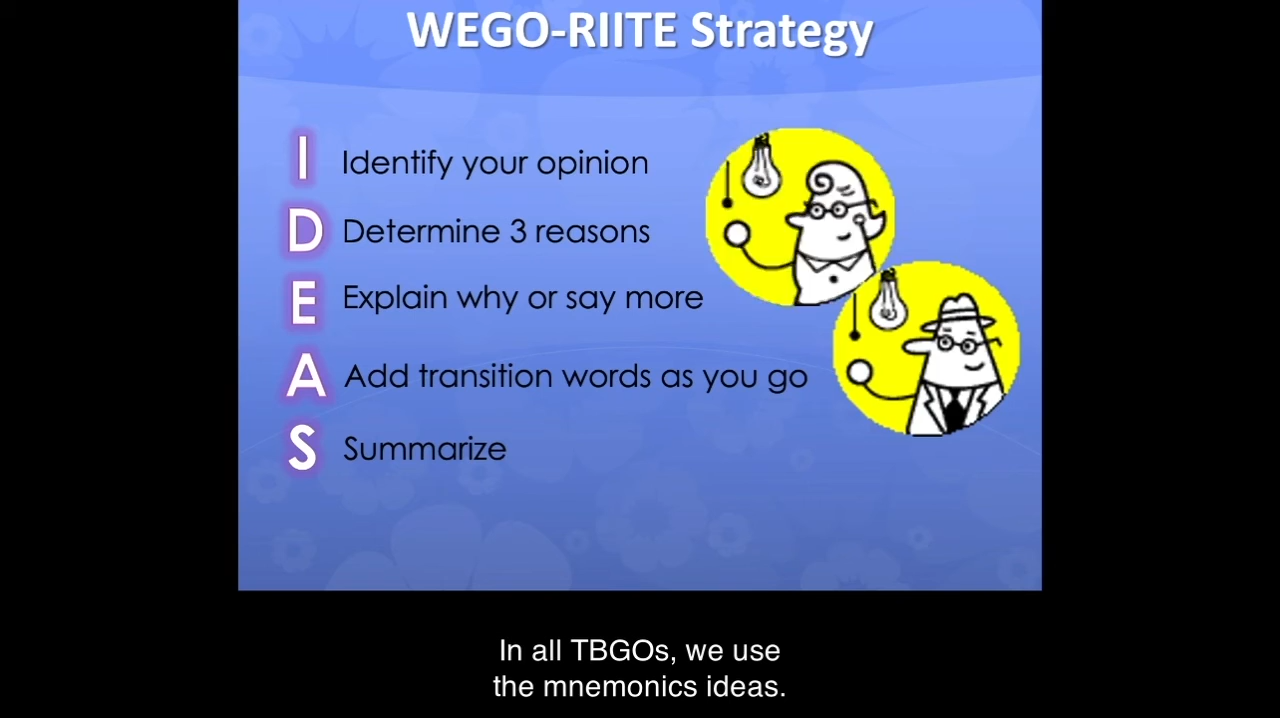 WEGO-RIITE Strategy
I Identify your opinion
D Determine 3 reasons
E Explain why or say more
A Add transition words as you go
S Summarize
In all TBGOs, we use
the mnemonics ideas.